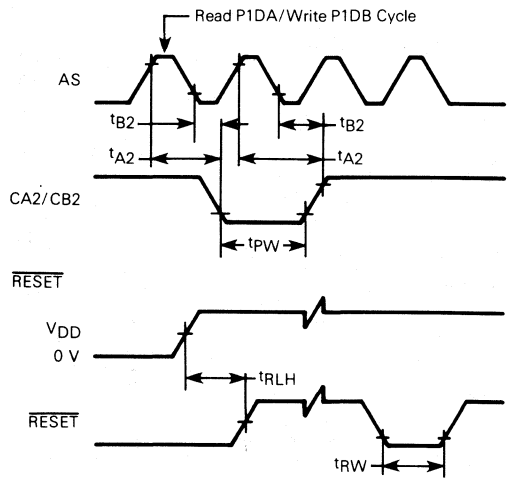 Read P1DA/Write P1DB Cycle
AS
tB2
tB2
tA2
tA2
CA2/CB2
tPW
RESET
VDD
0 V
tRLH
RESET
tRW